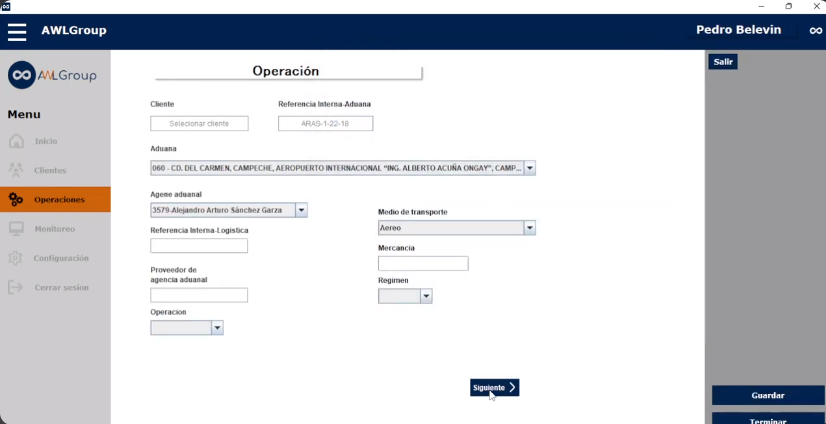 AWLGroup
Pedro Belevin
AWLGroup
Menu
Inicio
Clientes
Operaciones
Monitoreo
Configuración
Cerrar sesion
Operación
Cliente
Selecionar cliente
Referencia Interna-Aduana
ARAS-1-22-18
Aduana
060 - CD. DEL CARMEN, CAMPECHE, AEROPUERTO INTERNACIONAL "ING. ALBERTO ACUÑA ONGAY", CAMP...
Agene aduanal
3579-Alejandro Arturo Sánchez Garza
Medio de transporte
Aereo
Referencia Interna-Logistica
Mercancia
Proveedor de
agencia aduanal
Regimen
Operacion
Siguiente
Salir
Guardar
Terminar